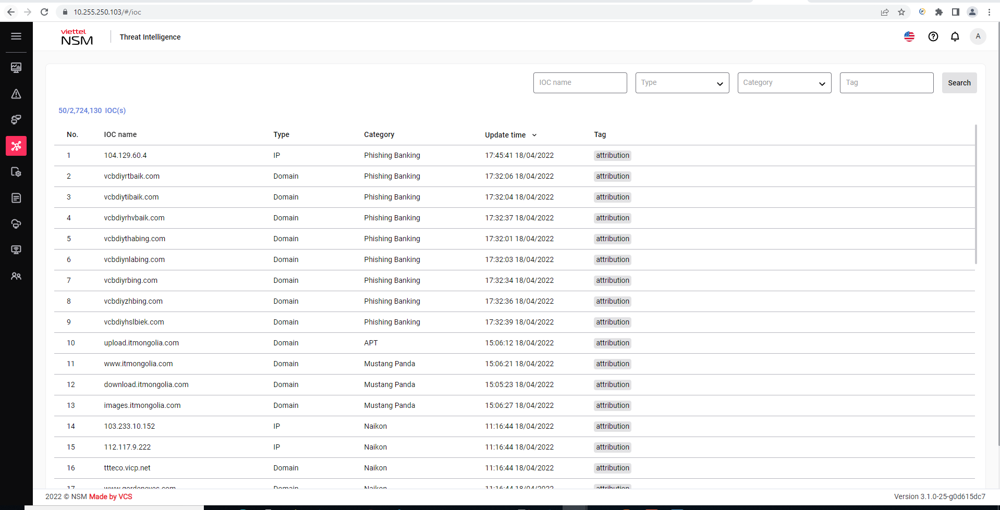 10.255.250.103/#/ioc
viettel
NSM
Threat Intelligence
A
IOC name Type Category Tag Search
50/2,724,130 IOC(s)
No. IOC name Type Category Update time Tag
1 104.129.60.4 IP Phishing Banking 17:45:41 18/04/2022 attribution
2 vcbdiyrtbaik.com Domain Phishing Banking 17:32:06 18/04/2022 attribution
3 vcbdiytibaik.com Domain Phishing Banking 17:32:04 18/04/2022 attribution
4 vcbdiyrhvbaik.com Domain Phishing Banking 17:32:37 18/04/2022 attribution
5 vcbdiythabing.com Domain Phishing Banking 17:32:01 18/04/2022 attribution
6 vcbdiynlabing.com Domain Phishing Banking 17:32:03 18/04/2022 attribution
7 vcbdiyrbing.com Domain Phishing Banking 17:32:34 18/04/2022 attribution
8 vcbdiyzhbing.com Domain Phishing Banking 17:32:36 18/04/2022 attribution
9 vcbdiyhslbiek.com Domain Phishing Banking 17:32:39 18/04/2022 attribution
10 upload.itmongolia.com Domain APT 15:06:12 18/04/2022 attribution
11 www.itmongolia.com Domain Mustang Panda 15:06:21 18/04/2022 attribution
12 download.itmongolia.com Domain Mustang Panda 15:05:23 18/04/2022 attribution
13 images.itmongolia.com Domain Mustang Panda 15:06:27 18/04/2022 attribution
14 103.233.10.152 IP Naikon 11:16:44 18/04/2022 attribution
15 112.117.9.222 IP Naikon 11:16:44 18/04/2022 attribution
16 ttteco.vicp.net Domain Naikon 11:16:44 18/04/2022 attribution
17 Domain Naikon 11:16:44 18/04/2022 attribution
2022 © NSM Made by VCS
Version 3.1.0-25-g0d615dc7